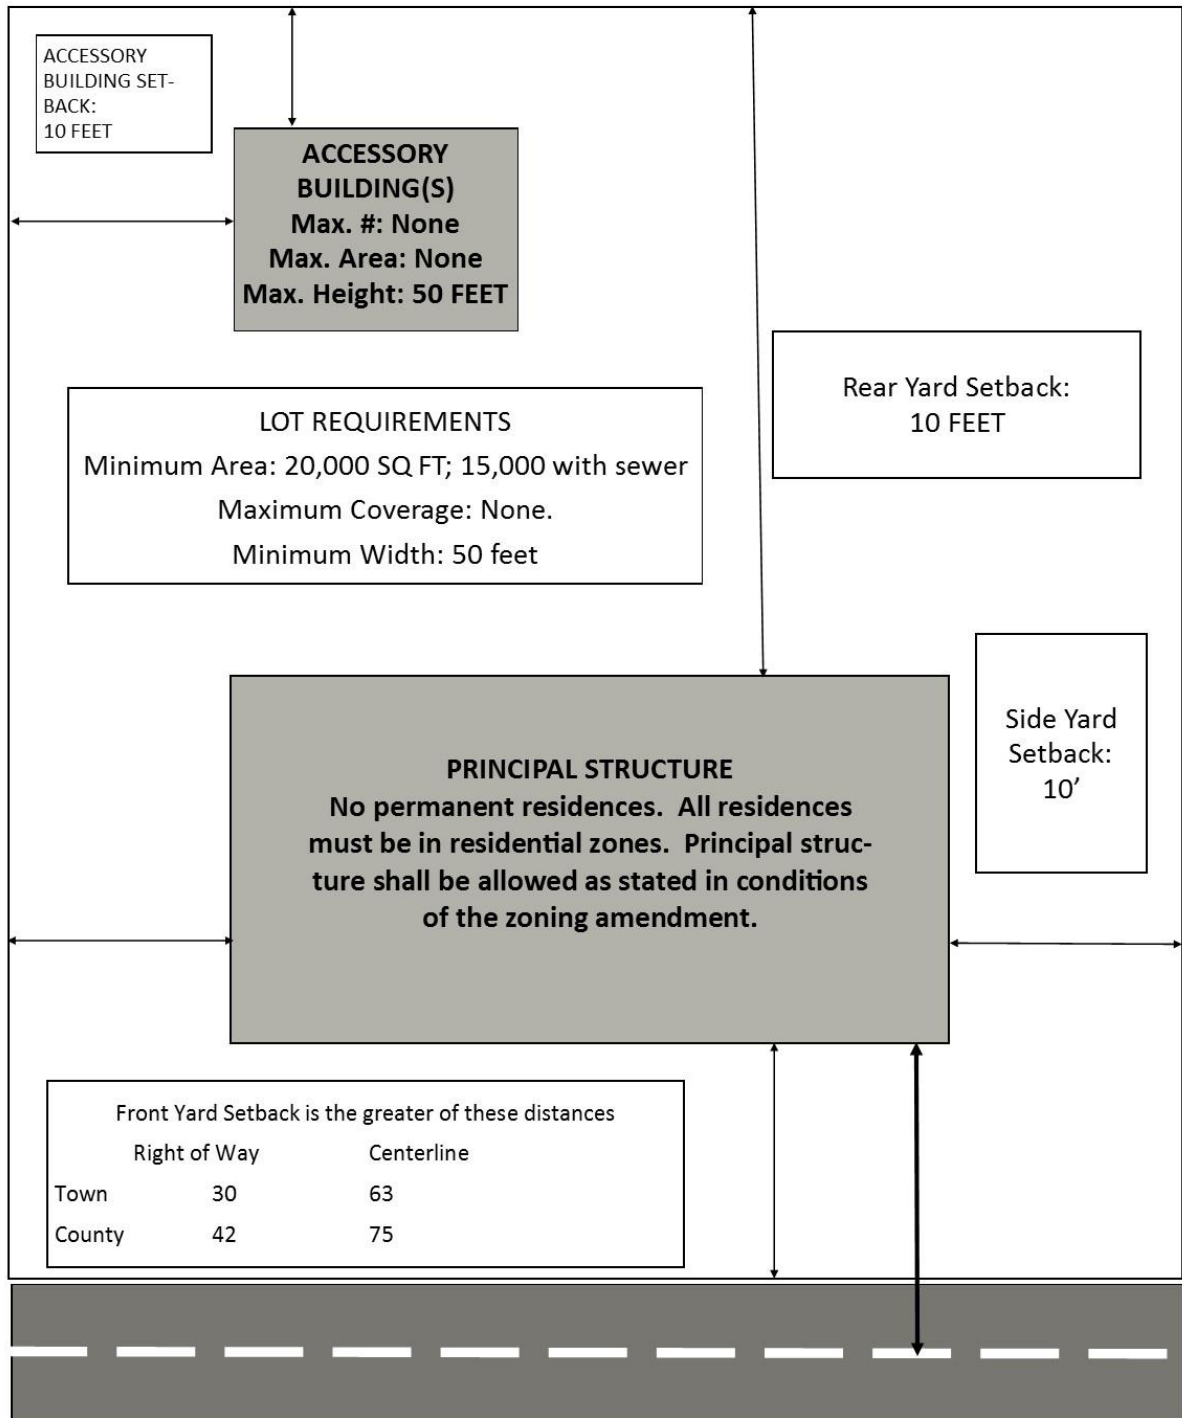 ACCESSORY
BUILDING SET-
BACK:
10 FEET
ACCESSORY
BUILDING(S)
Max. #: None
Max. Area: None
Max. Height: 50 FEET
Rear Yard Setback:
10 FEET
LOT REQUIREMENTS
Minimum Area: 20,000 SQ FT; 15,000 with sewer
Maximum Coverage: None.
Minimum Width: 50 feet
Side Yard
Setback:
10’
PRINCIPAL STRUCTURE
No permanent residences. All residences
must be in residential zones. Principal struc-
ture shall be allowed as stated in conditions
of the zoning amendment.
Front Yard Setback is the greater of these distances
Right of Way Centerline
Town 30 63
County 42 75